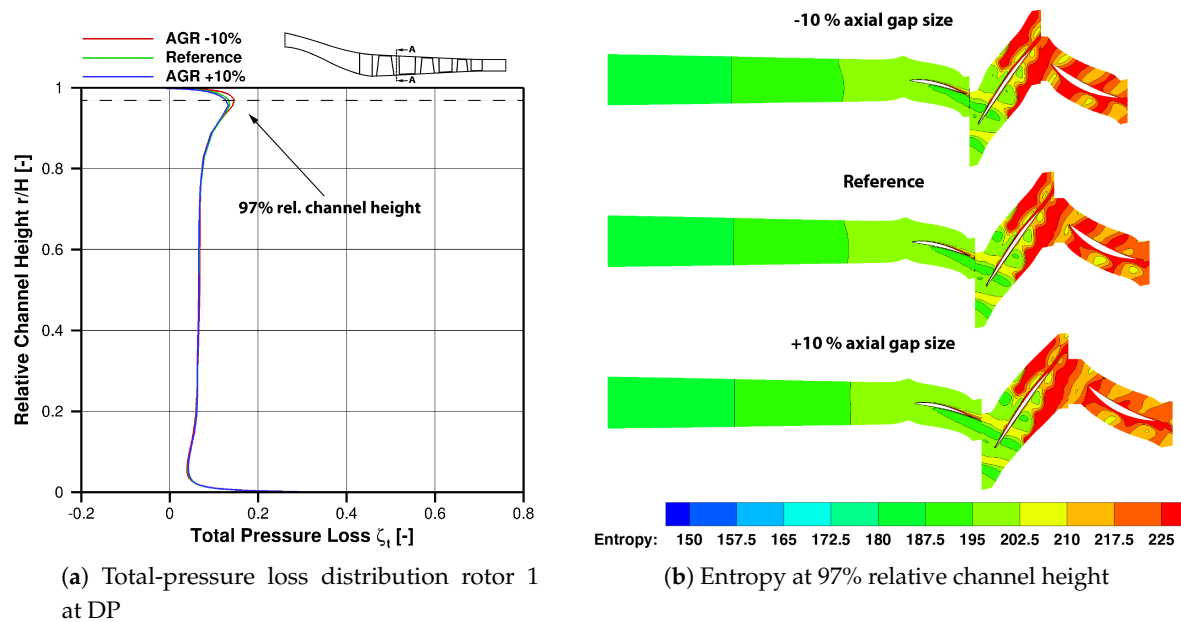 AGR -10%
Reference
AGR +10%
A
A
1
0.8
0.6
0.4
0.2
0
Relative Channel Height r/H [-]
97% rel. channel height
-0.2 0 0.2 0.4 0.6 0.8
Total Pressure Loss ζt [-]
(a) Total-pressure loss distribution rotor 1
at DP
-10 % axial gap size
Reference
+10 % axial gap size
Entropy: 150 157.5 165 172.5 180 187.5 195 202.5 210 217.5 225
(b) Entropy at 97% relative channel height